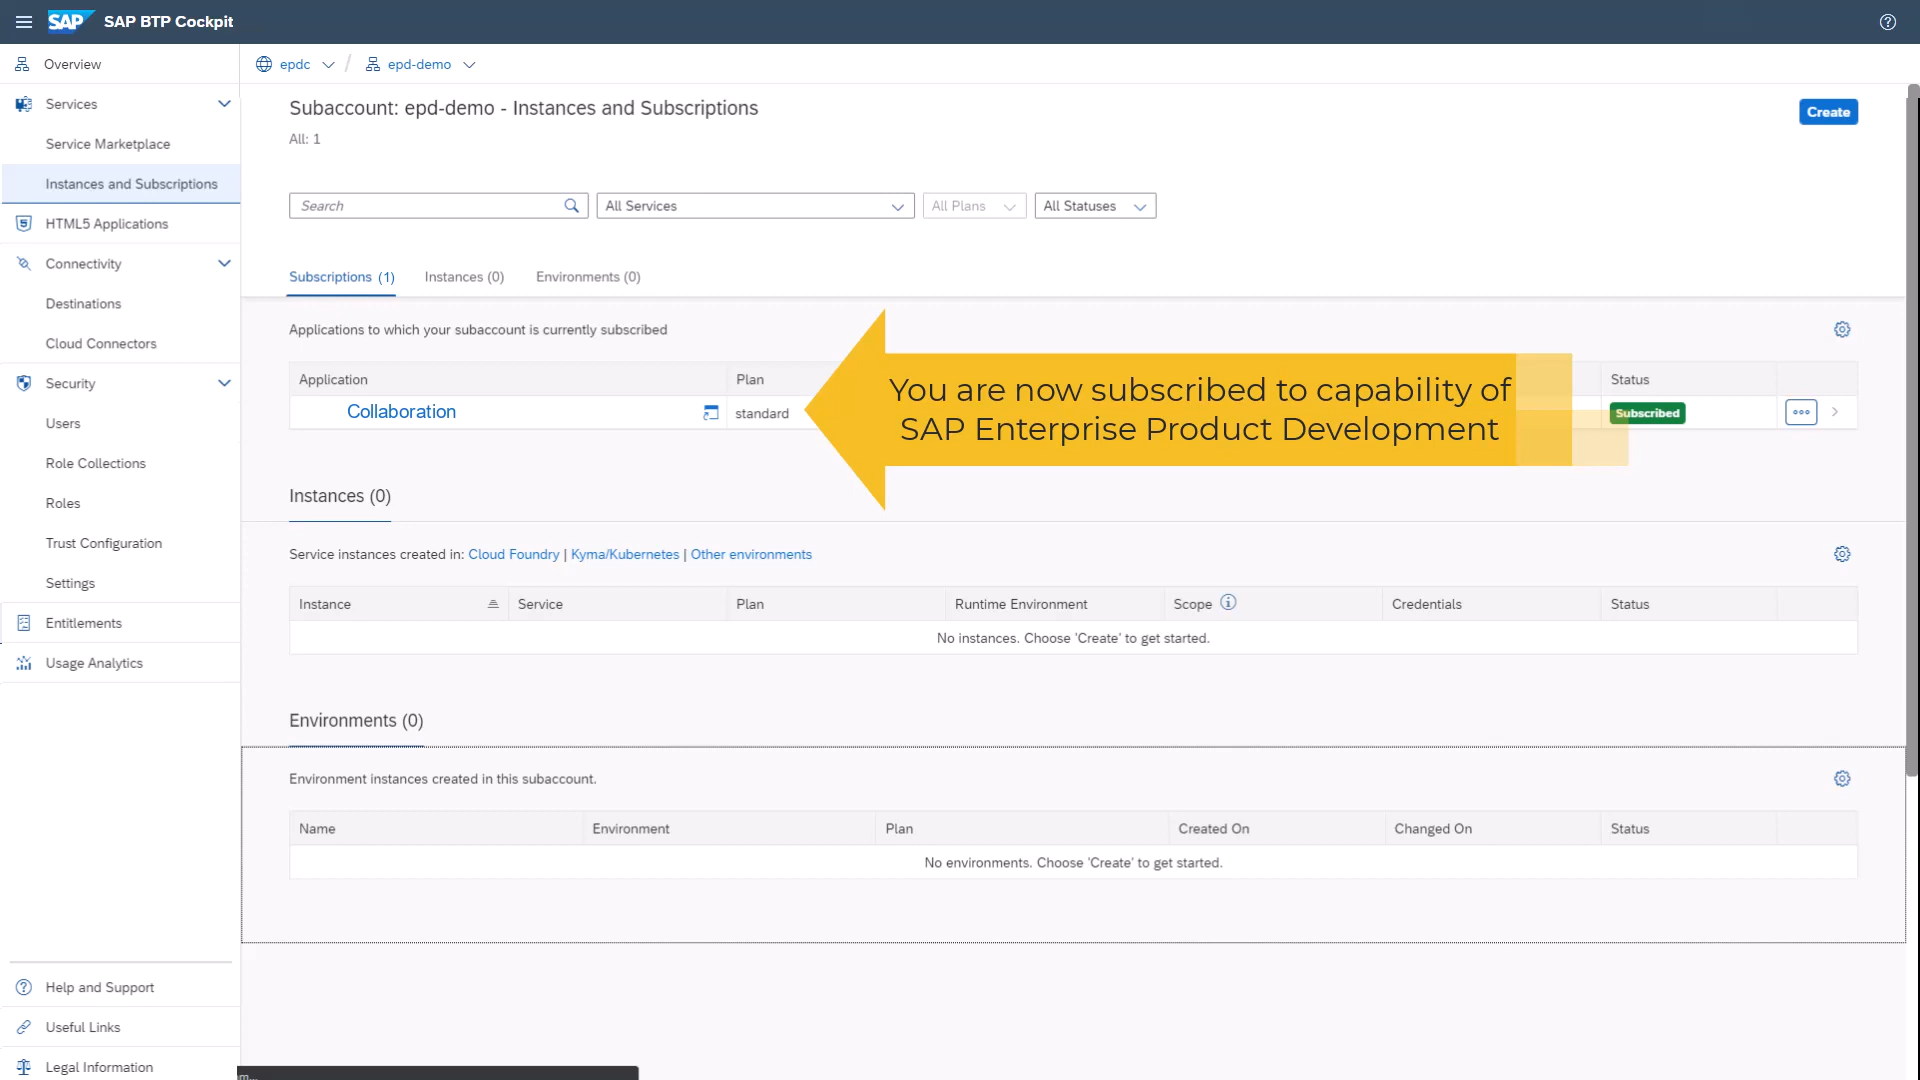 SAP SAP BTP Cockpit
Overview
Services
Service Marketplace
Instances and Subscriptions
HTML5 Applications
Connectivity
Destinations
Cloud Connectors
Security
Users
Role Collections
Roles
Trust Configuration
Settings
Entitlements
Usage Analytics
Help and Support
Useful Links
Legal Information
epdc / epd-demo
Subaccount: epd-demo - Instances and Subscriptions
Create
All: 1
Search All Services All Plans All Statuses
Subscriptions (1) Instances (0) Environments (0)
Applications to which your subaccount is currently subscribed
Application Plan Status
Collaboration standard Subscribed
You are now subscribed to capability of
SAP Enterprise Product Development
Instances (0)
Service instances created in: Cloud Foundry | Kyma/Kubernetes | Other environments
Instance Service Plan Runtime Environment Scope Credentials Status
No instances. Choose 'Create' to get started.
Environments (0)
Environment instances created in this subaccount.
Name Environment Plan Created On Changed On Status
No environments. Choose 'Create' to get started.